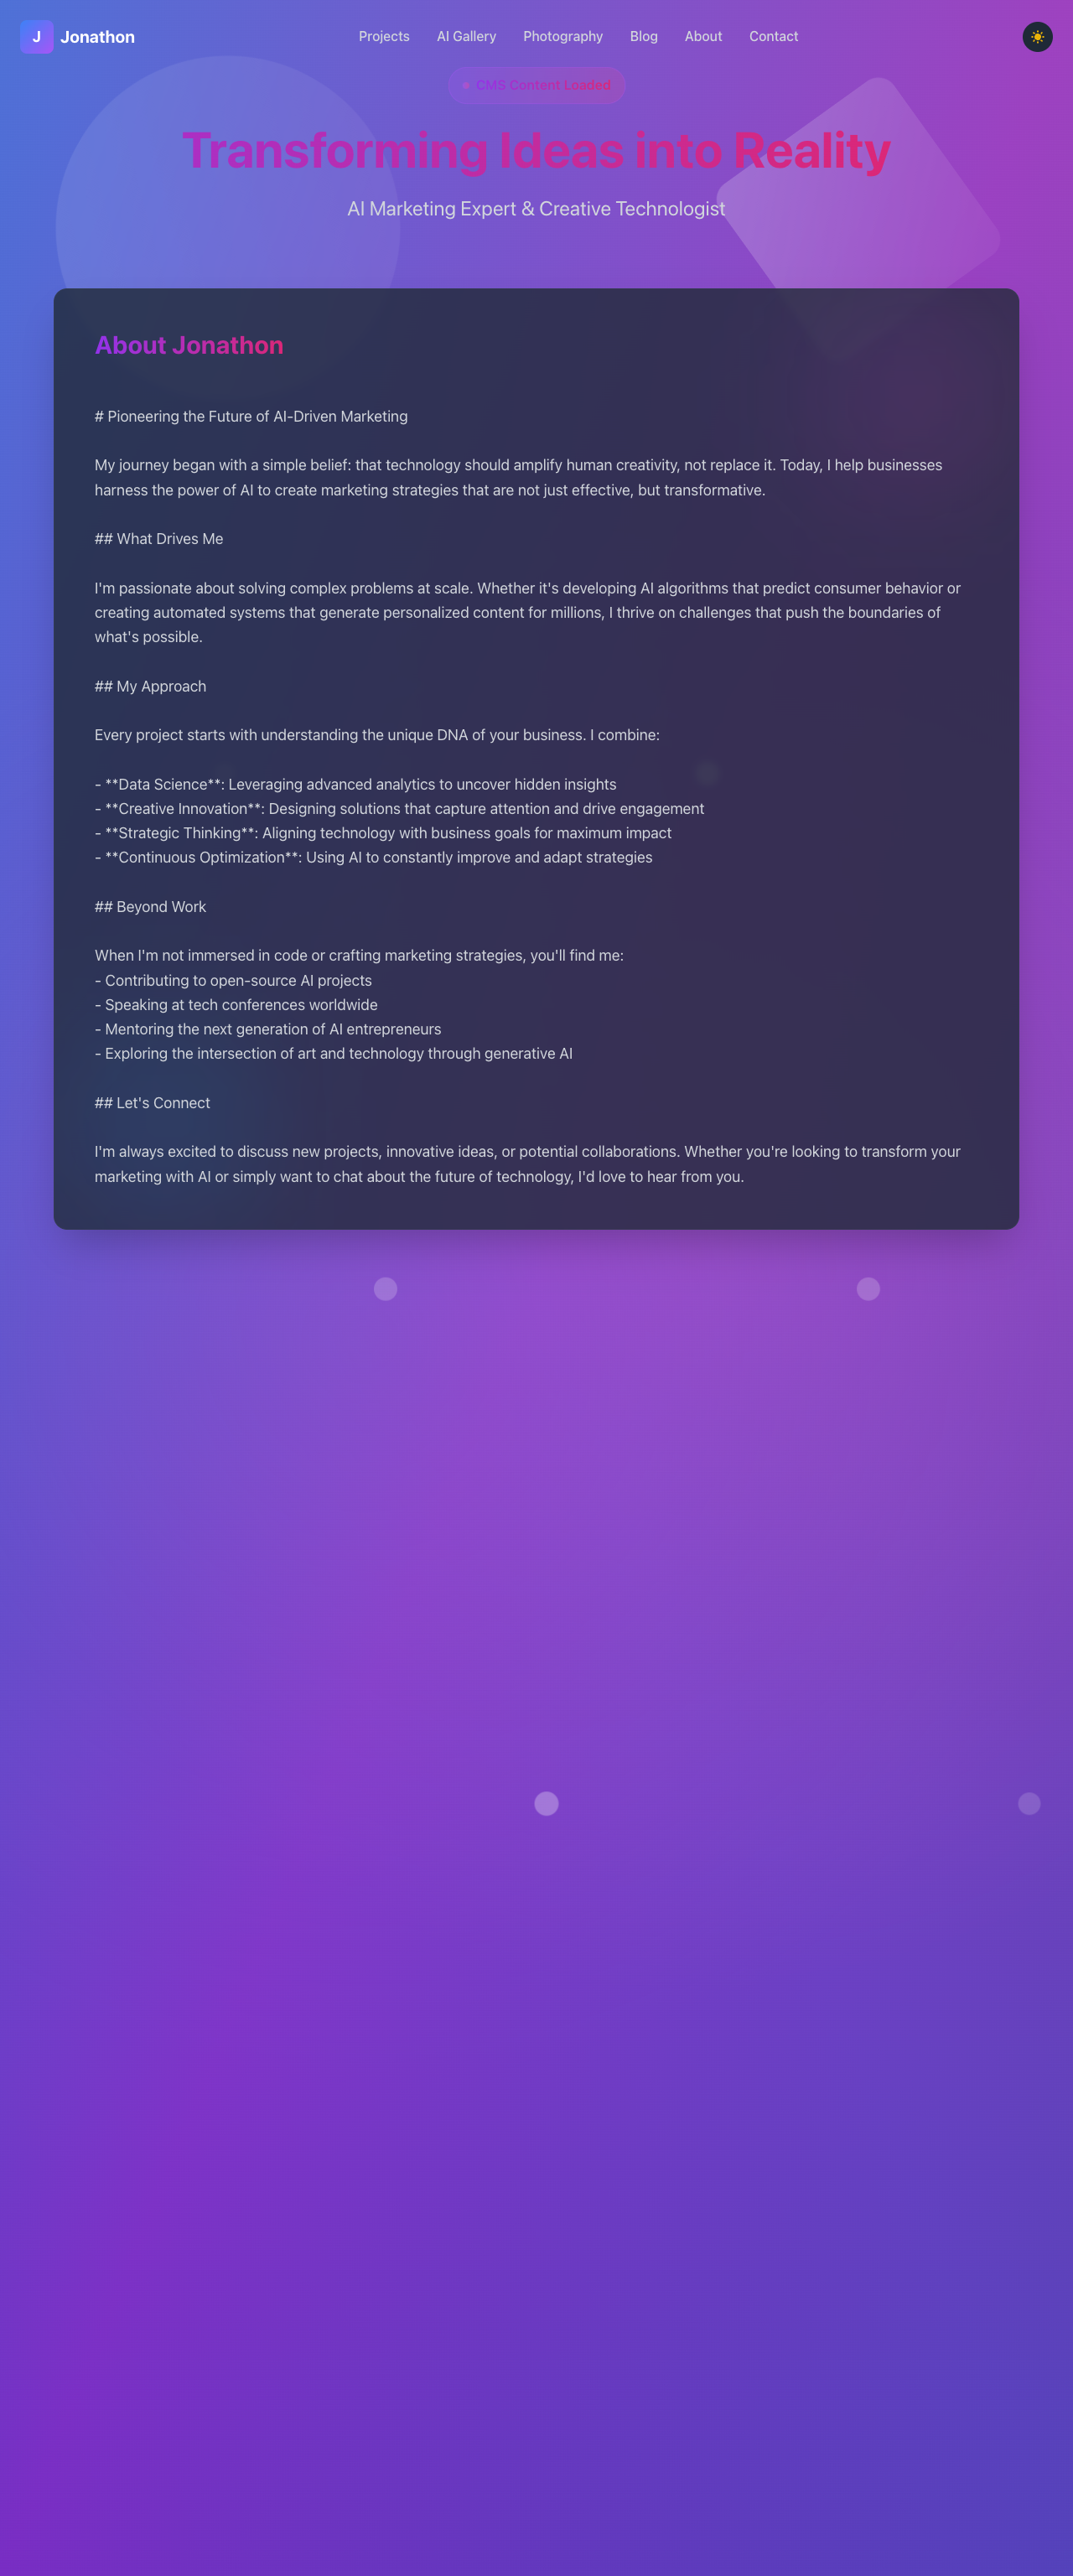 J Jonathon
Projects AI Gallery Photography Blog About Contact
CMS Content Loaded
Transforming Ideas into Reality
AI Marketing Expert & Creative Technologist
About Jonathon
# Pioneering the Future of AI-Driven Marketing
My journey began with a simple belief: that technology should amplify human creativity, not replace it. Today, I help businesses
harness the power of AI to create marketing strategies that are not just effective, but transformative.
## What Drives Me
I'm passionate about solving complex problems at scale. Whether it's developing AI algorithms that predict consumer behavior or
creating automated systems that generate personalized content for millions, I thrive on challenges that push the boundaries of
what's possible.
## My Approach
Every project starts with understanding the unique DNA of your business. I combine:
- **Data Science**: Leveraging advanced analytics to uncover hidden insights
- **Creative Innovation**: Designing solutions that capture attention and drive engagement
- **Strategic Thinking**: Aligning technology with business goals for maximum impact
- **Continuous Optimization**: Using AI to constantly improve and adapt strategies
## Beyond Work
When I'm not immersed in code or crafting marketing strategies, you'll find me:
- Contributing to open-source AI projects
- Speaking at tech conferences worldwide
- Mentoring the next generation of AI entrepreneurs
- Exploring the intersection of art and technology through generative AI
## Let's Connect
I'm always excited to discuss new projects, innovative ideas, or potential collaborations. Whether you're looking to transform your
marketing with AI or simply want to chat about the future of technology, I'd love to hear from you.